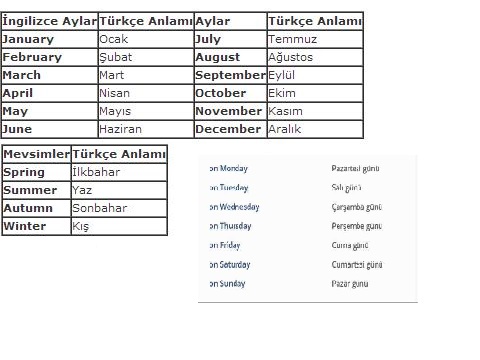 İngilizce Aylar Türkçe Anlamı Aylar Türkçe Anlamı
January Ocak July Temmuz
February Şubat August Ağustos
March Mart September Eylül
April Nisan October Ekim
May Mayıs November Kasım
June Haziran December Aralık
Mevsimler Türkçe Anlamı
Spring İlkbahar
Summer Yaz
Autumn Sonbahar
Winter Kış
on Monday Pazartesi günü
on Tuesday Salı günü
on Wednesday Çarşamba günü
on Thursday Perşembe günü
on Friday Cuma günü
on Saturday Cumartesi günü
on Sunday Pazar günü